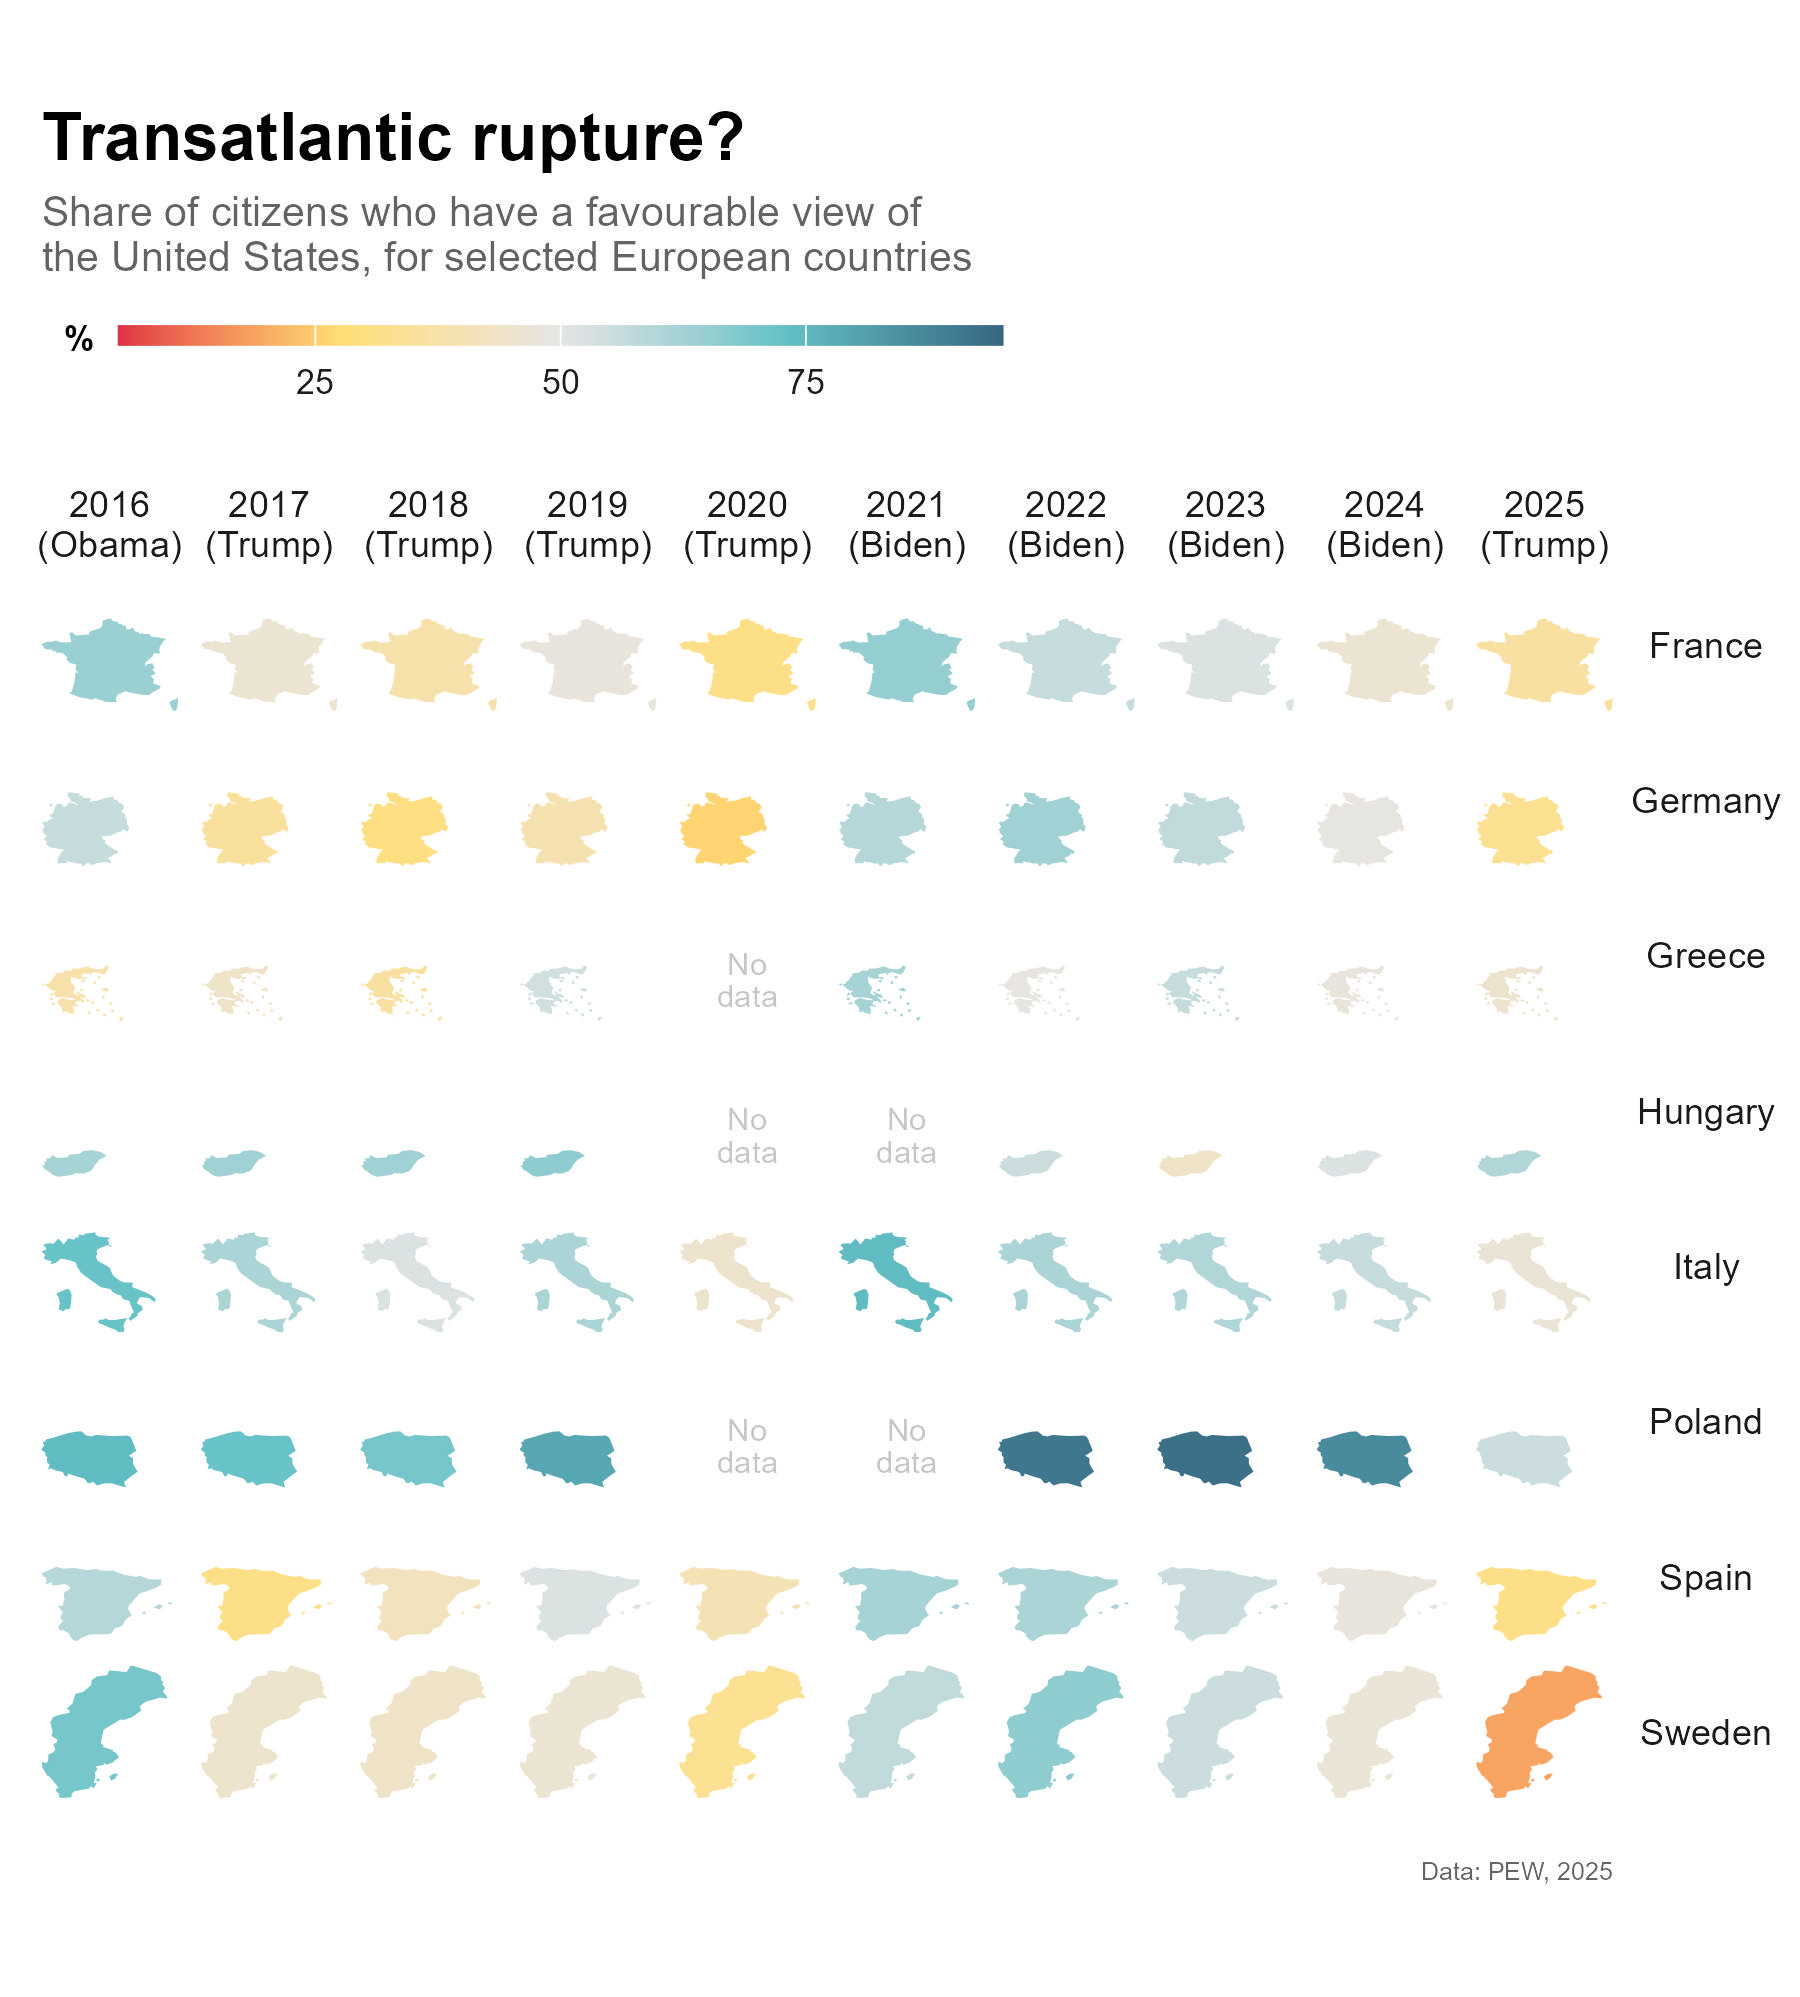 Transatlantic rupture?
Share of citizens who have a favourable view of
the United States, for selected European countries
%
25 50 75
2016 2017 2018 2019 2020 2021 2022 2023 2024 2025
(Obama) (Trump) (Trump) (Trump) (Trump) (Biden) (Biden) (Biden) (Biden) (Trump)
France
Germany
Greece
No
data
Hungary
No No
data data
Italy
Poland
No No
data data
Spain
Sweden
Data: PEW, 2025